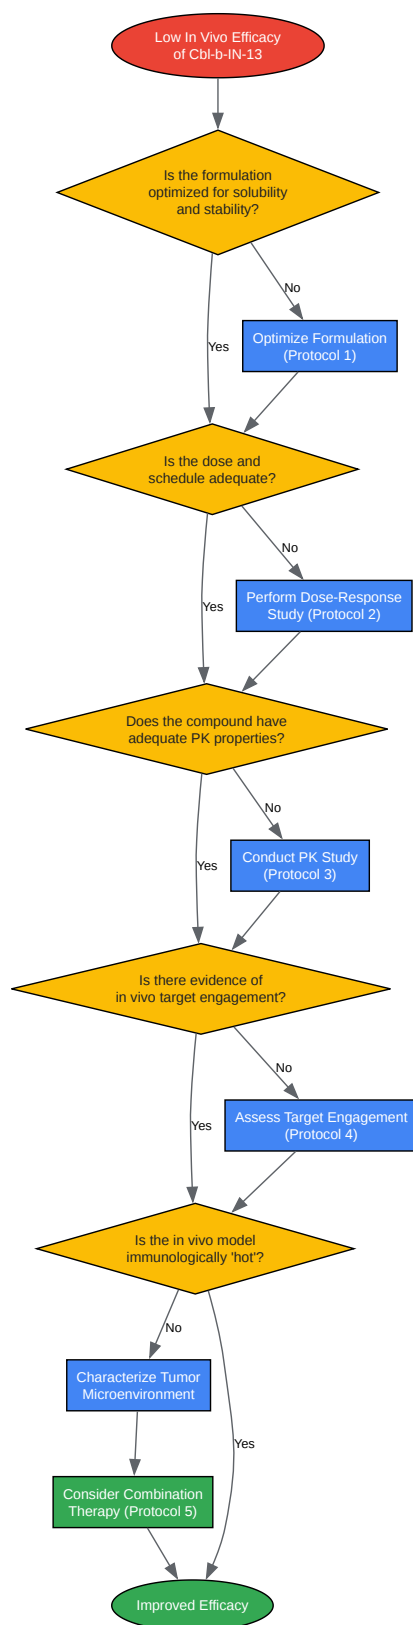 Low In Vivo Efficacy
of Cbl-b-IN-13
Is the formulation
optimized for solubility
and stability?
No
Optimize Formulation
(Protocol 1)
Yes
Is the dose and
schedule adequate?
No
Perform Dose-Response
Study (Protocol 2)
Yes
Does the compound have
adequate PK properties?
No
Conduct PK Study
(Protocol 3)
Yes
Is there evidence of
in vivo target engagement?
No
Assess Target Engagement
(Protocol 4)
Yes
Is the in vivo model
immunologically 'hot'?
No
Characterize Tumor
Microenvironment
Yes
Consider Combination
Therapy (Protocol 5)
Improved Efficacy